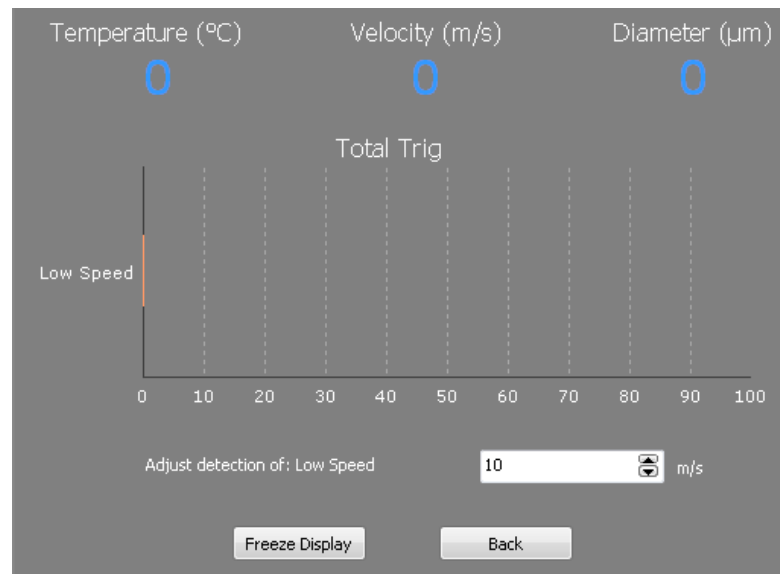 Temperature (ºC) Velocity (m/s) Diameter (µm)
0 0 0
Total Trig
Low Speed
0 10 20 30 40 50 60 70 80 90 100
Adjust detection of: Low Speed 10 m/s
Freeze Display Back